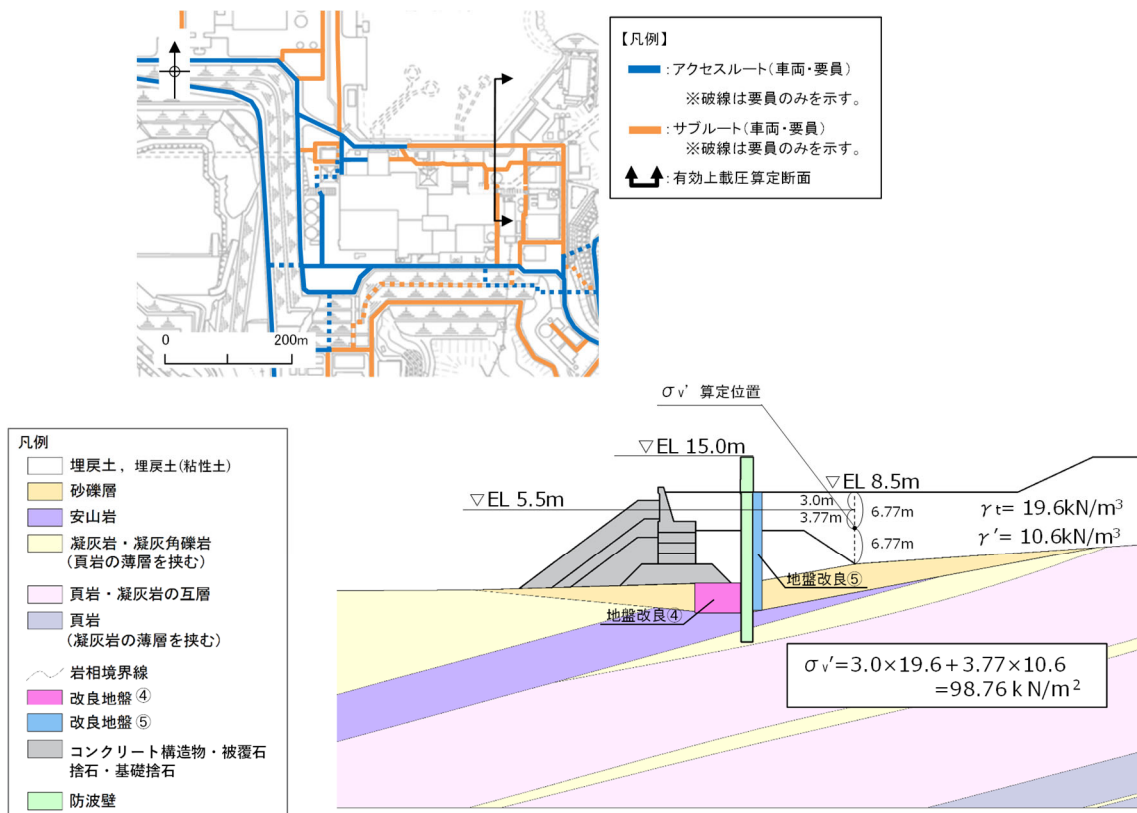 【凡例】
：アクセスルート(車両・要員)
※破線は要員のみを示す。
：サブルート(車両・要員)
※破線は要員のみを示す。
：有効上載圧算定断面
0 200m
σv' 算定位置
▽EL 15.0m
▽EL 8.5m
▽EL 5.5m
3.0m
3.77m
6.77m
6.77m
γt= 19.6kN/m³
γ'= 10.6kN/m³
地盤改良⑤
地盤改良④
σv'=3.0×19.6+3.77×10.6
=98.76kN/m²
凡例
埋戻土，埋戻土(粘性土)
砂礫層
安山岩
凝灰岩・凝灰角礫岩
(頁岩の薄層を挟む)
頁岩・凝灰岩の互層
頁岩
(凝灰岩の薄層を挟む)
岩相境界線
改良地盤④
改良地盤⑤
コンクリート構造物・被覆石
捨石・基礎捨石
防波壁